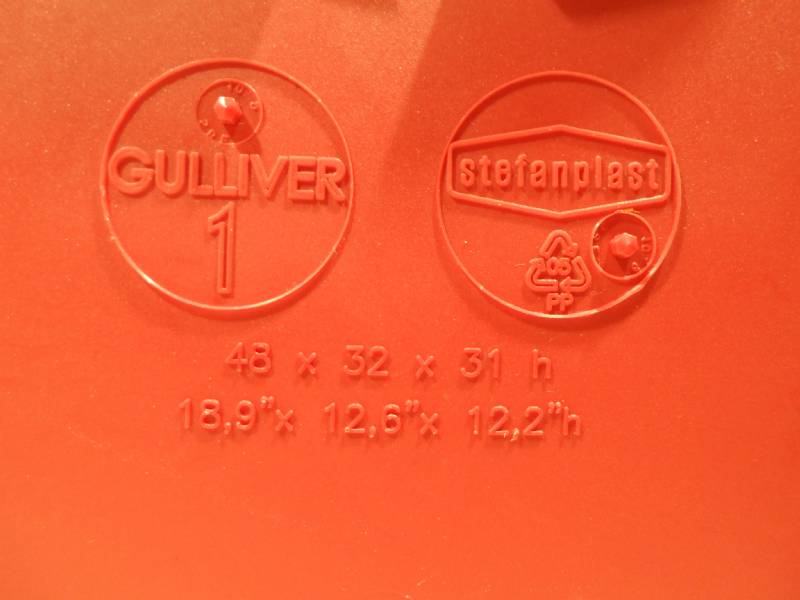 GULLIVER
1
stefanplast
05
PP
48 x 32 x 31 h
18,9"x 12,6"x 12,2"h